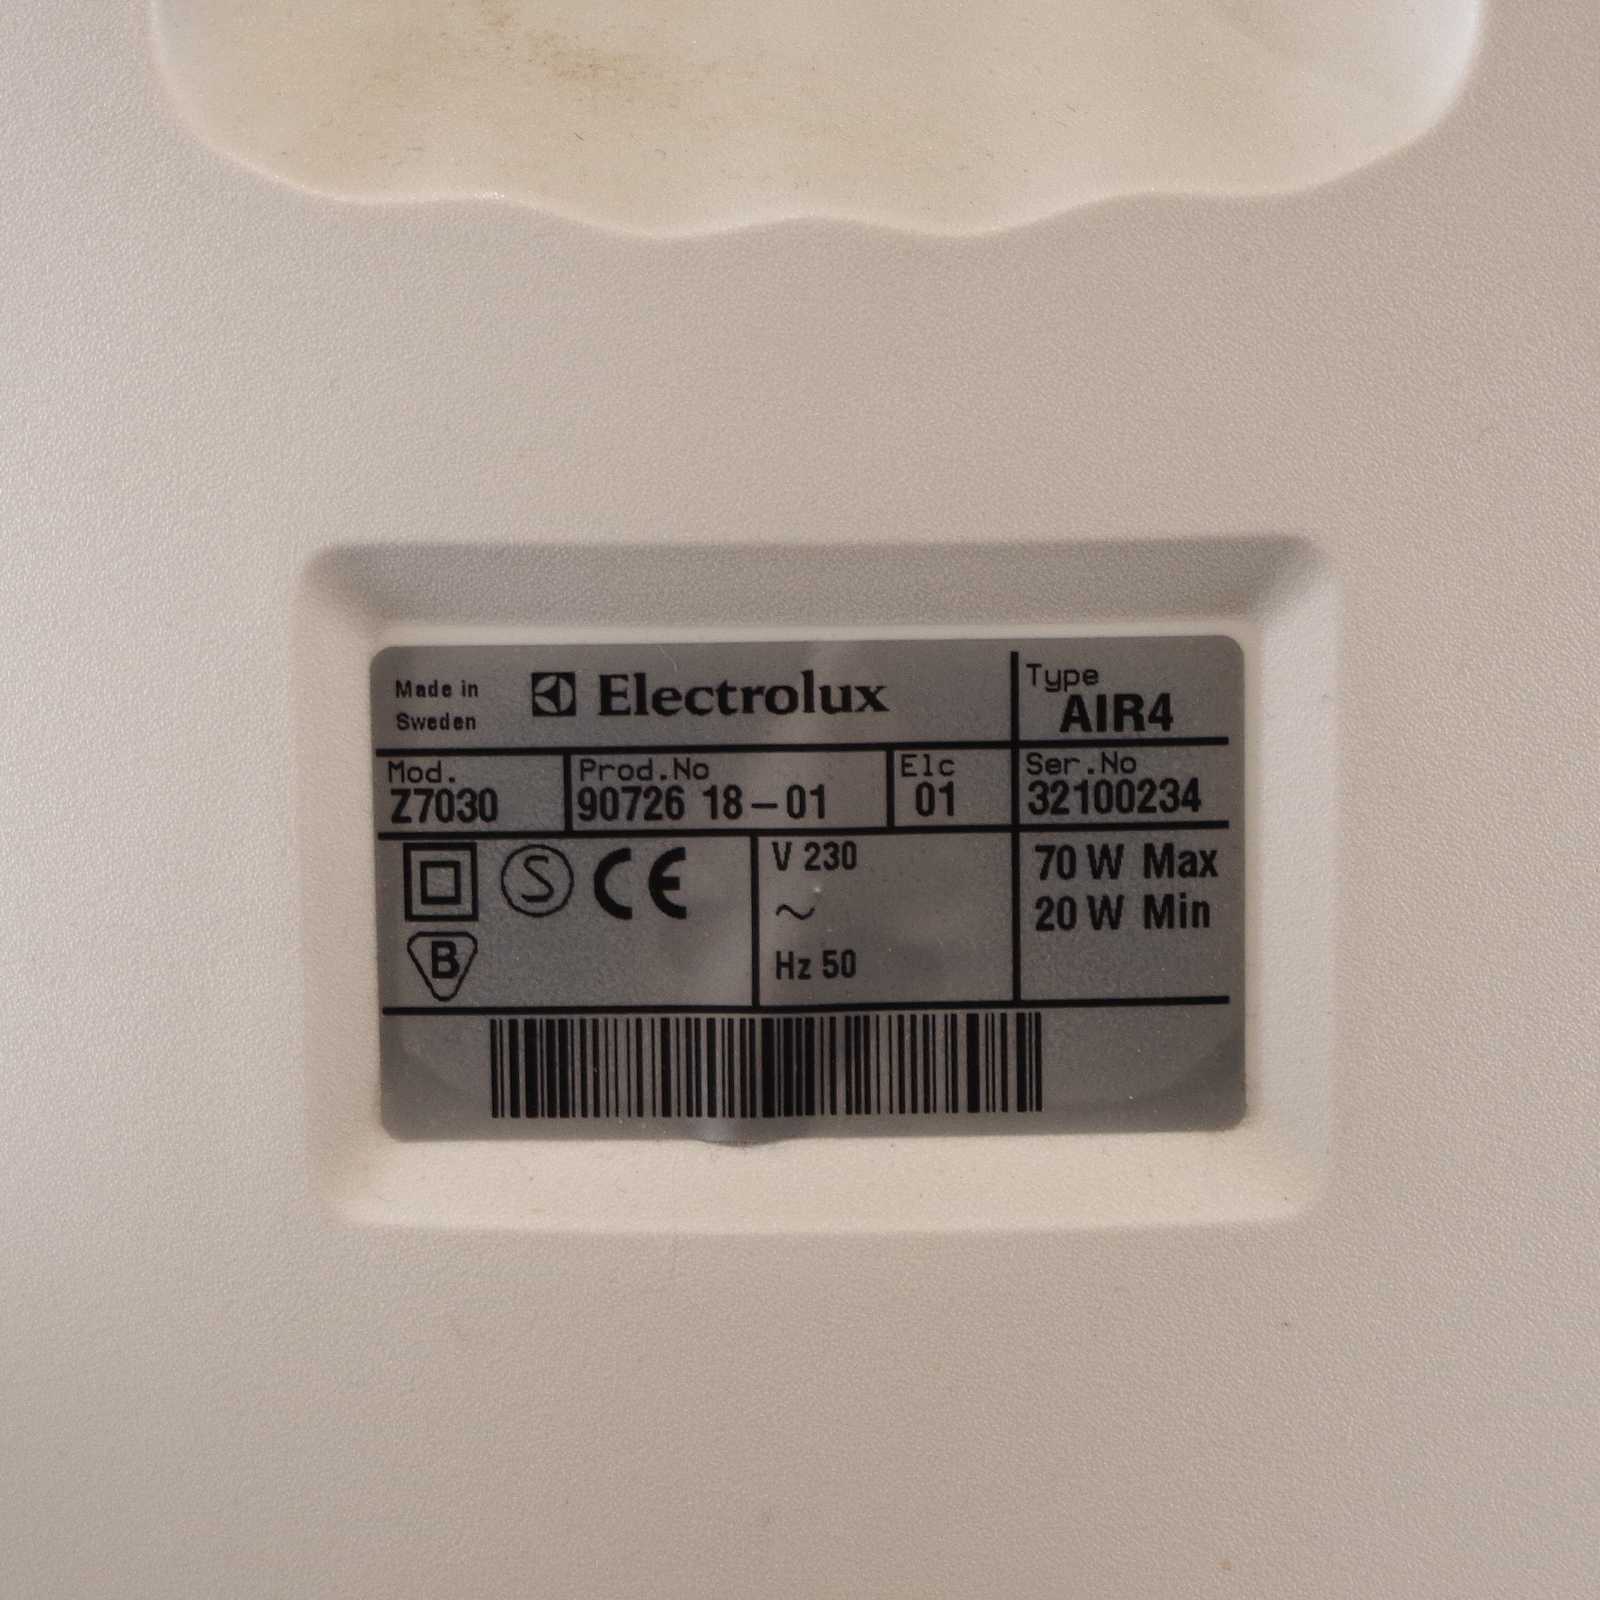 Made in
Sweden
Electrolux
Type
AIR4
Mod.
Z7030
Prod.No
90726 18-01
Elc
01
Ser.No
32100234
S CE
B
V 230
~
Hz 50
70 W Max
20 W Min